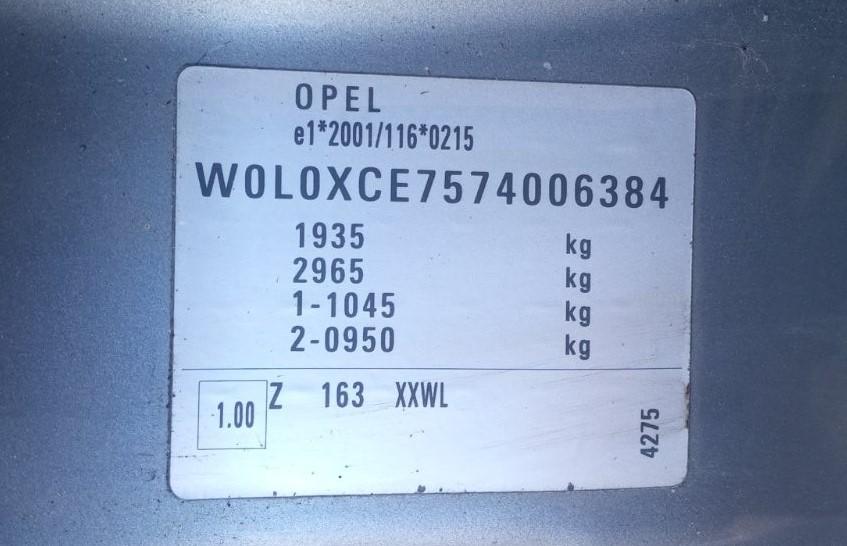 OPEL
e1*2001/116*0215
W0L0XCE7574006384
1935 kg
2965 kg
1-1045 kg
2-0950 kg
1.00 Z 163 XXWL
4275